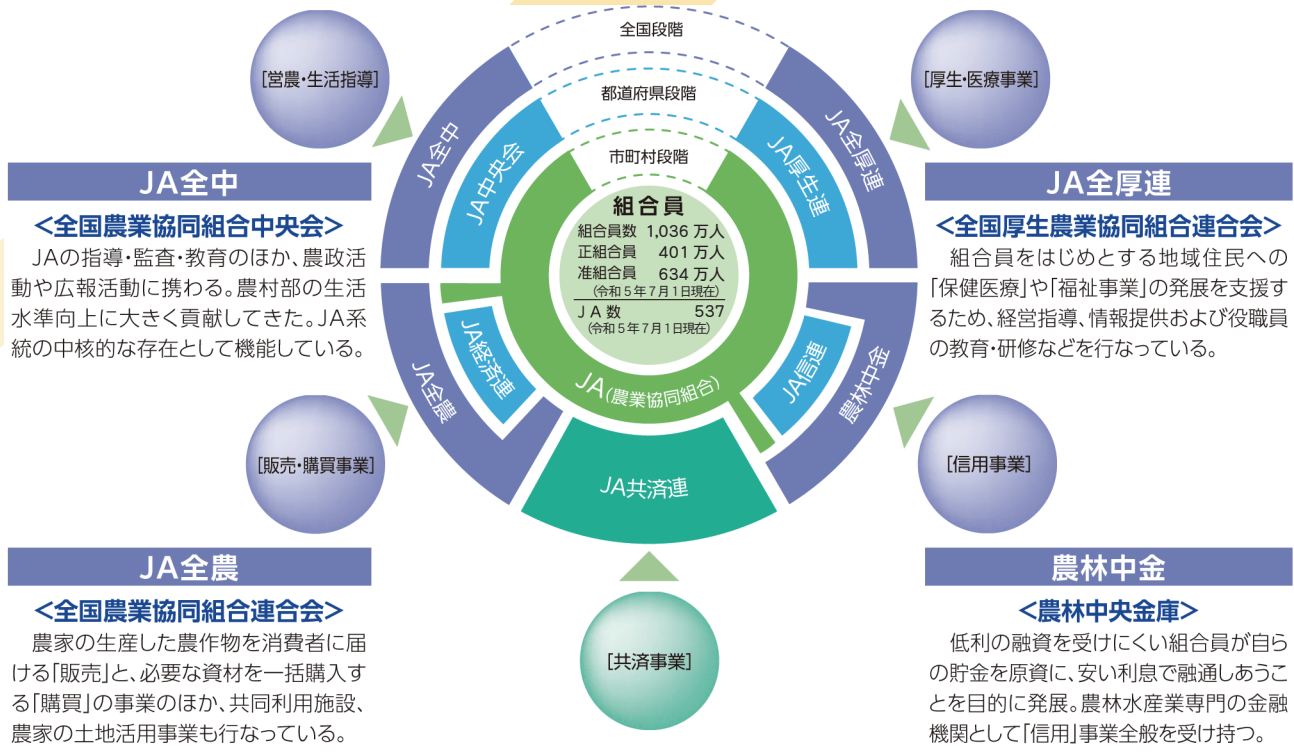 全国段階
都道府県段階
市町村段階
[営農・生活指導]
[厚生・医療事業]
JA全中
JA中央会
JA厚生連
JA全厚連
組合員
組合員数 1,036 万人
正組合員 401 万人
准組合員 634 万人
(令和5年7月1日現在)
JA数 537
(令和5年7月1日現在)
JA(農業協同組合)
JA経済連
JA全農
JA信連
農林中金
JA共済連
JA全中
<全国農業協同組合中央会>
JAの指導・監査・教育のほか、農政活
動や広報活動に携わる。農村部の生活
水準向上に大きく貢献してきた。JA系
統の中核的な存在として機能している。
JA全厚連
<全国厚生農業協同組合連合会>
組合員をはじめとする地域住民への
「保健医療」や「福祉事業」の発展を支援す
るため、経営指導、情報提供および役職員
の教育・研修などを行なっている。
[販売・購買事業]
[信用事業]
JA全農
<全国農業協同組合連合会>
農家の生産した農作物を消費者に届
ける「販売」と、必要な資材を一括購入す
る「購買」の事業のほか、共同利用施設、
農家の土地活用事業も行なっている。
[共済事業]
農林中金
<農林中央金庫>
低利の融資を受けにくい組合員が自ら
の貯金を原資に、安い利息で融通しあうこ
とを目的に発展。農林水産業専門の金融
機関として「信用」事業全般を受け持つ。